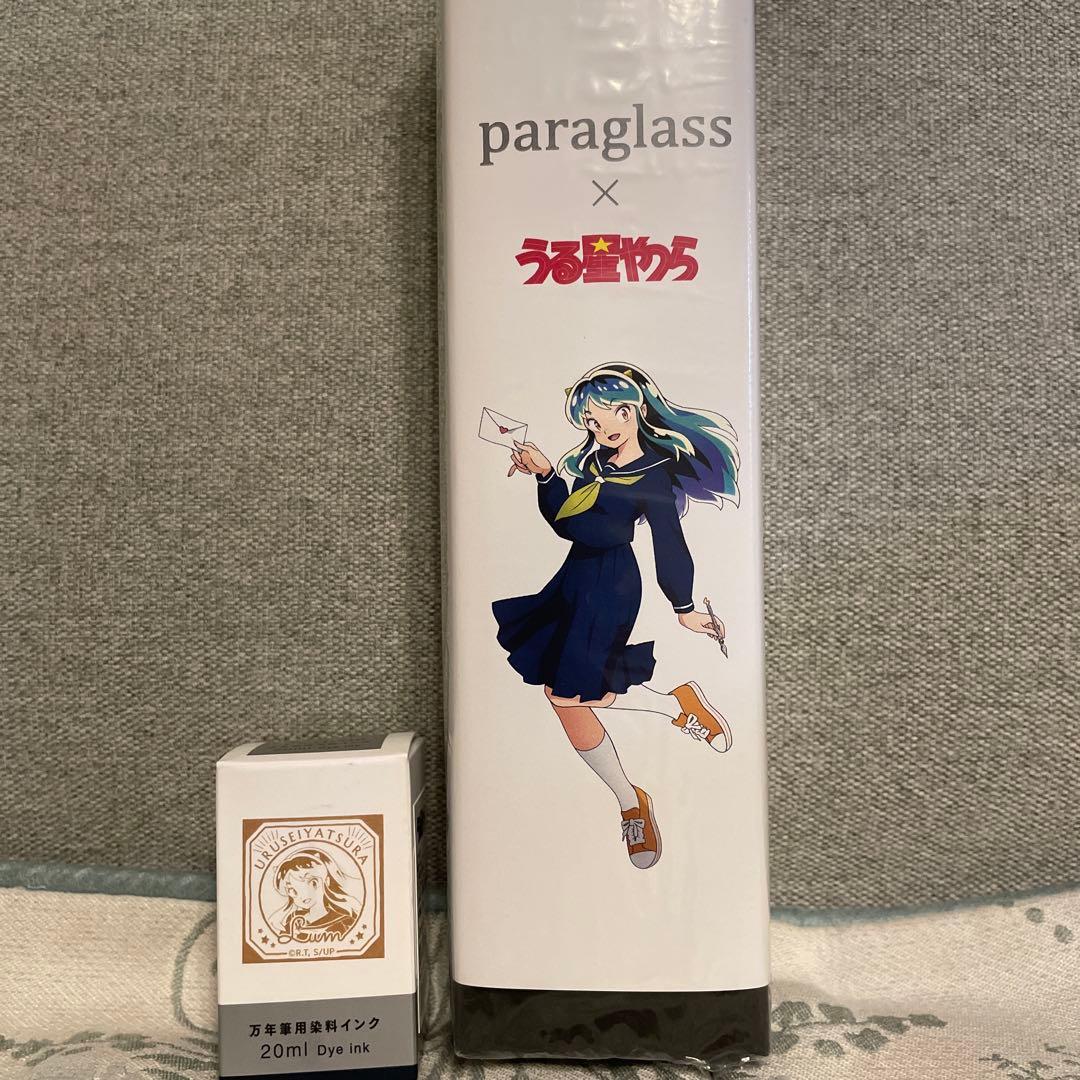 paraglass
×
うる星やつら
URUSEIYATSURA
Lum
©R.T, S/UP
万年筆用染料インク
20ml Dye ink